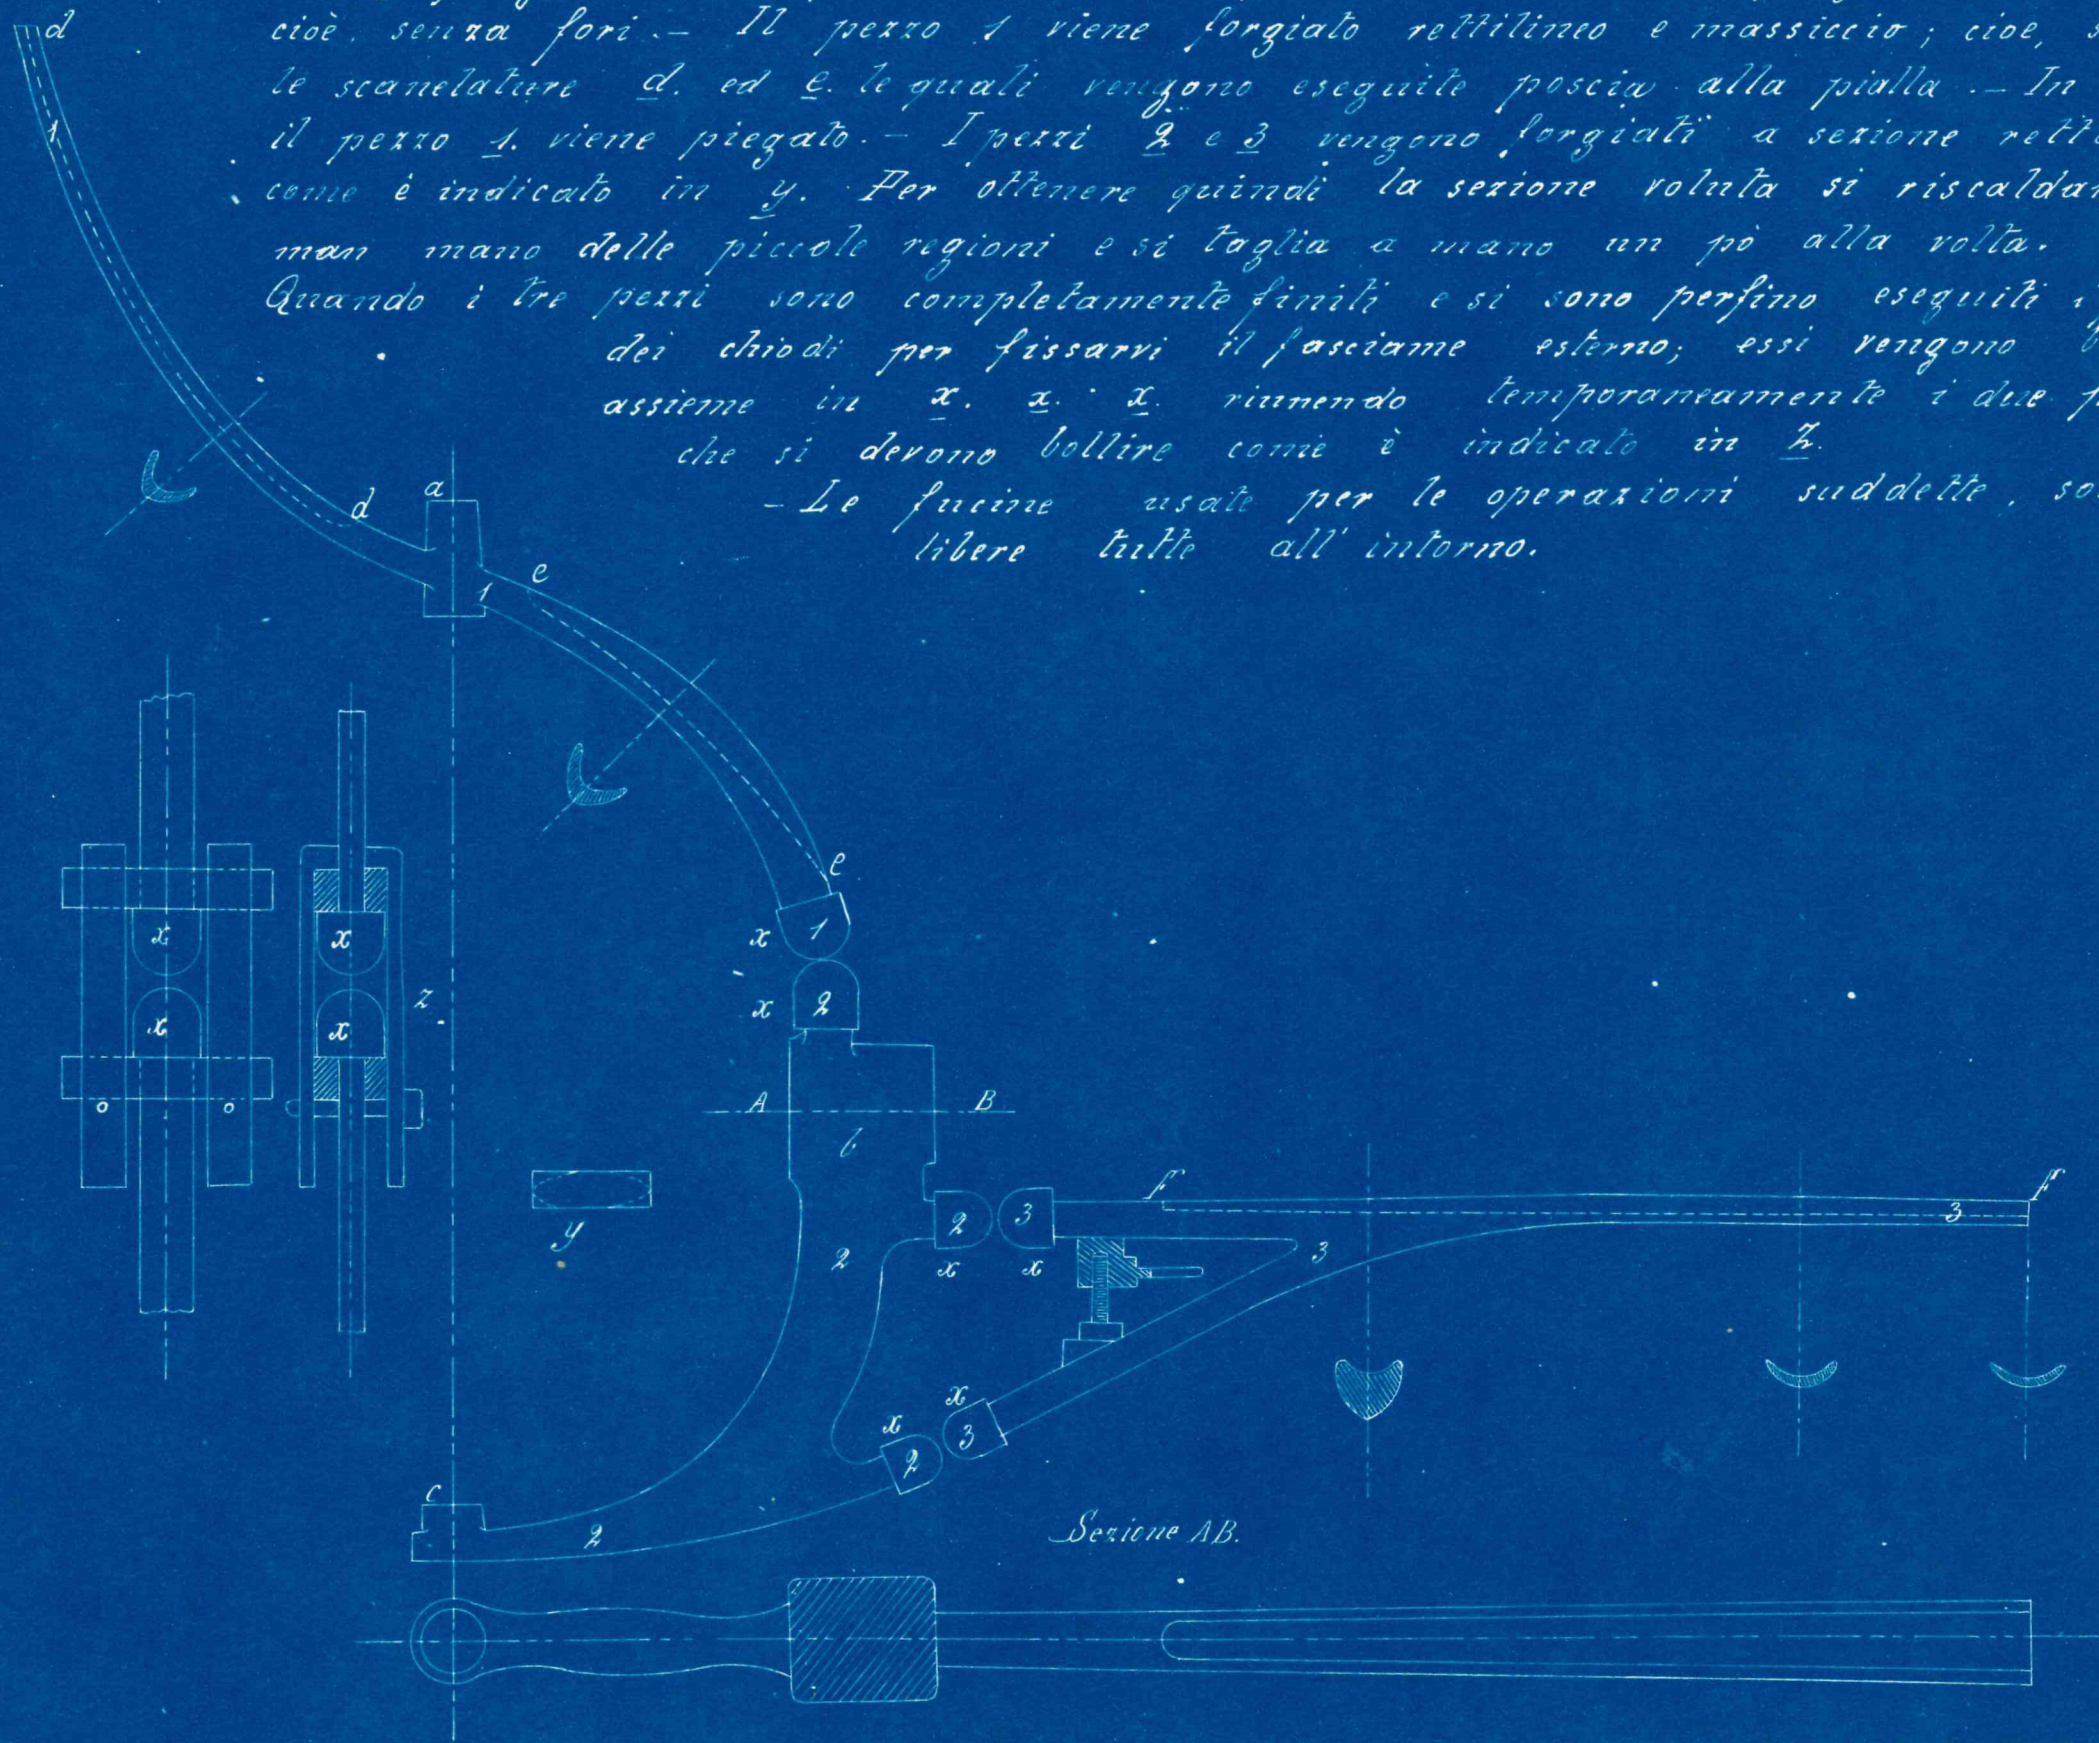 cioè, senza fori. – Il pezzo 1 viene forgiato rettilineo e massiccio; cioè,
le scanelature d. ed e. le quali vengono eseguite poscia alla pialla. – In
il pezzo 1. viene piegato. – I pezzi 2 e 3 vengono forgiati a sezione
come è indicato in y. Per ottenere quindi la sezione voluta si
man mano delle piccole regioni e si taglia a mano un pò alla volta.
Quando i tre pezzi sono completamente finiti e si sono perfino eseguiti
dei chiodi per fissarvi il fasciame esterno; essi vengono
assieme in x. x. x. riunendo temporaneamente i due
che si devono bollire come è indicato in Z.
– Le fucine usate per le operazioni suddette,
libere tutte all'intorno.
d
1
d
a
1
e
e
x 1
x 2
x x
x x
z
o o
A B
b
y
f F
2 3 3
2 x x 3
x x
2 3
c
2
Sezione AB.